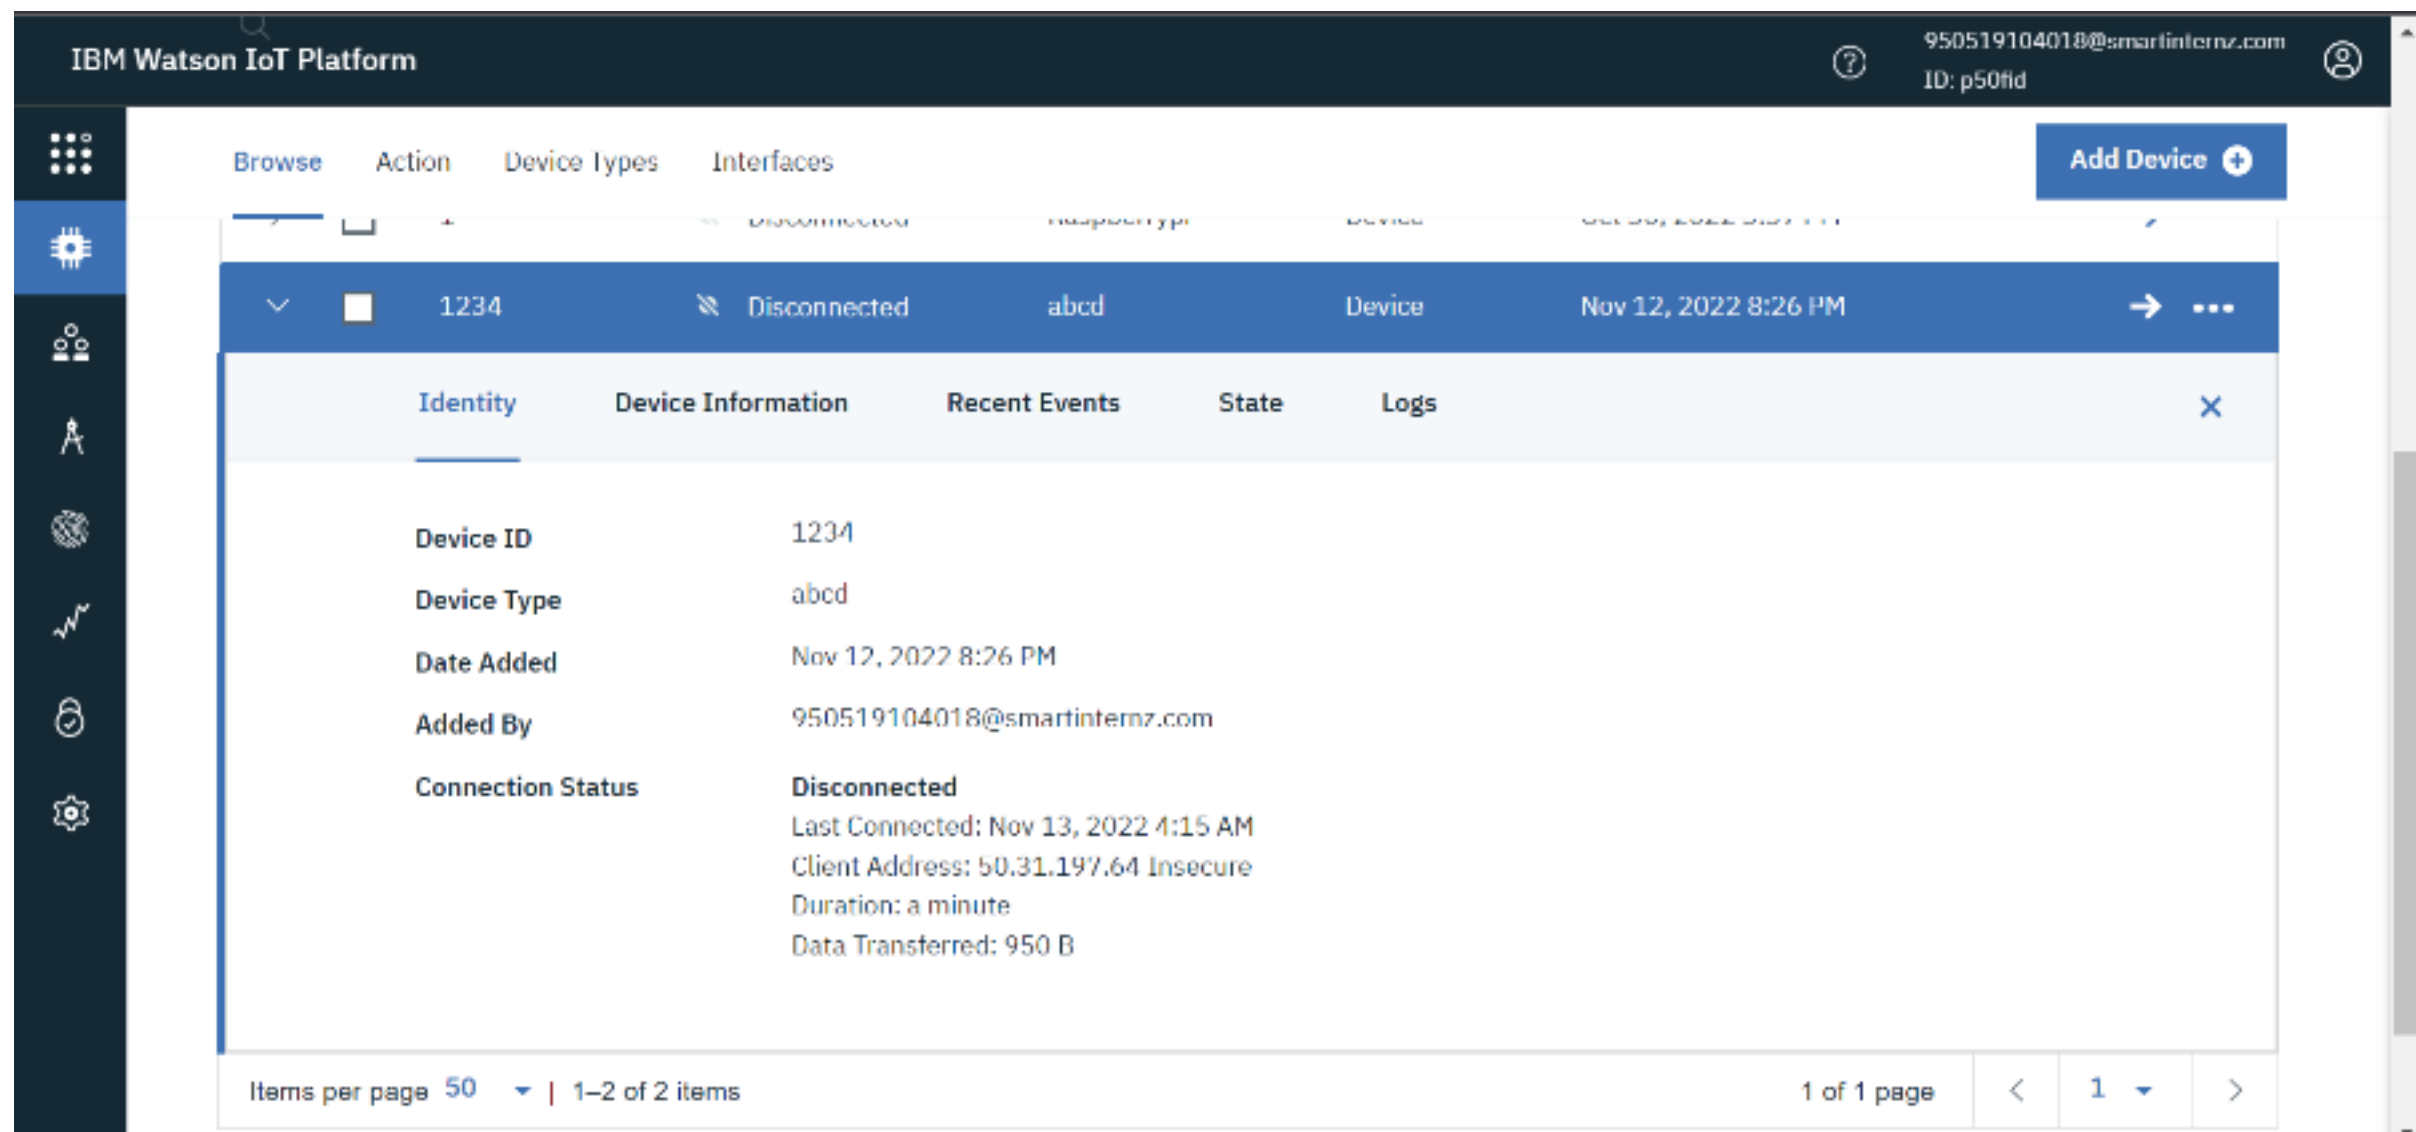 IBM Watson IoT Platform
950519104018@smartinternz.com
ID: p50fid
Browse Action Device Types Interfaces
Add Device
1 Disconnected Raspberrypi Device
1234 Disconnected abcd Device Nov 12, 2022 8:26 PM
Identity Device Information Recent Events State Logs
Device ID 1234
Device Type abcd
Date Added Nov 12, 2022 8:26 PM
Added By 950519104018@smartinternz.com
Connection Status Disconnected
Last Connected: Nov 13, 2022 4:15 AM
Client Address: 50.31.197.64 Insecure
Duration: a minute
Data Transferred: 950 B
Items per page 50 | 1–2 of 2 items
1 of 1 page
1